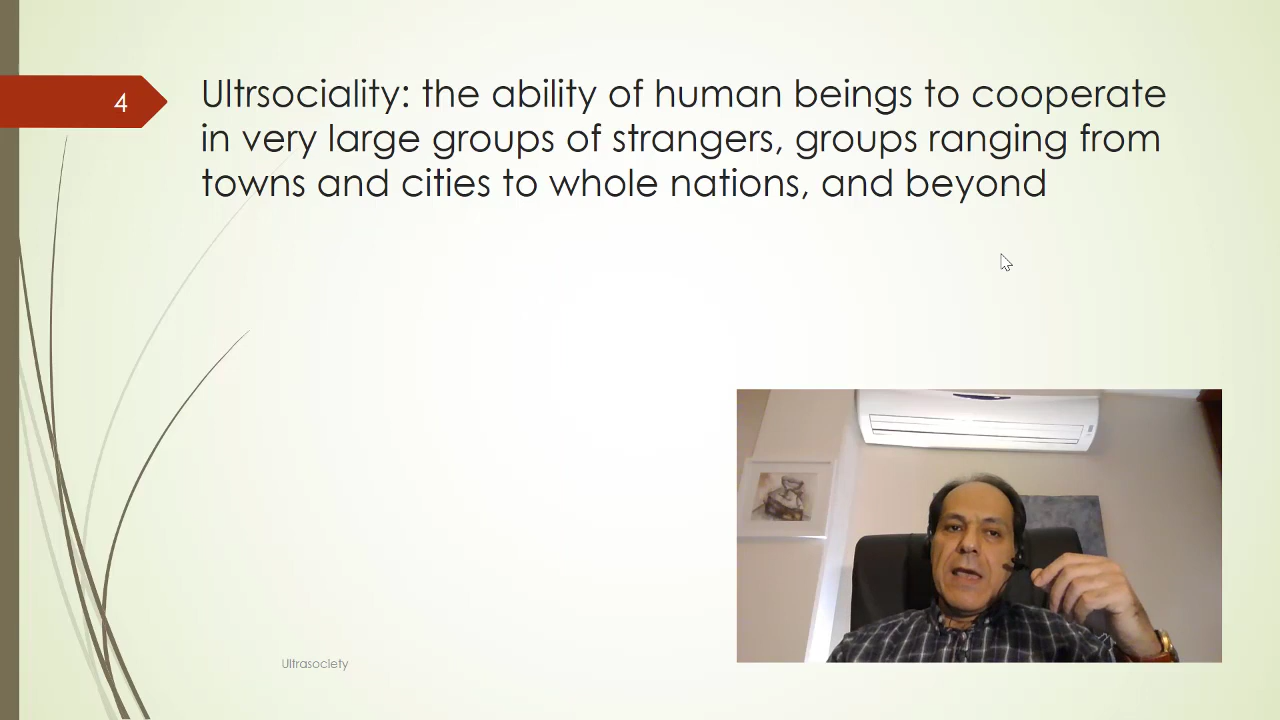 4
Ultrsociality: the ability of human beings to cooperate
in very large groups of strangers, groups ranging from
towns and cities to whole nations, and beyond
Ultrasociety